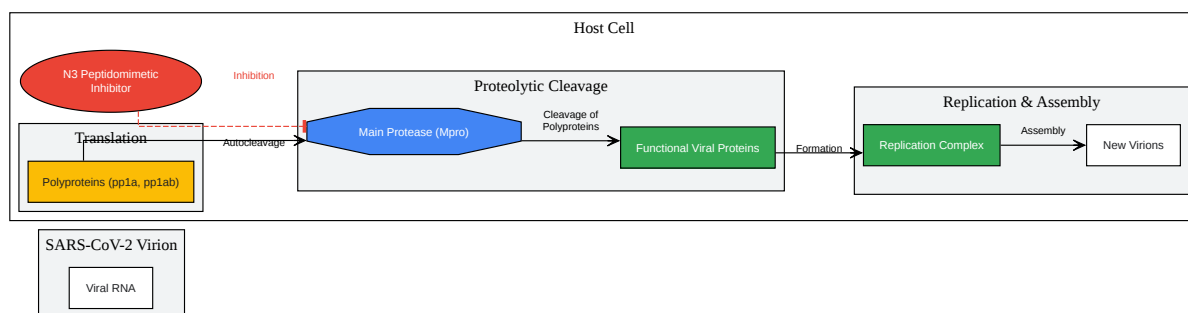 Host Cell
N3 Peptidomimetic
Inhibitor
Inhibition
Proteolytic Cleavage
Replication & Assembly
Translation
Autocleavage
Main Protease (Mpro)
Cleavage of
Polyproteins
Functional Viral Proteins
Formation
Replication Complex
Assembly
New Virions
Polyproteins (pp1a, pp1ab)
SARS-CoV-2 Virion
Viral RNA